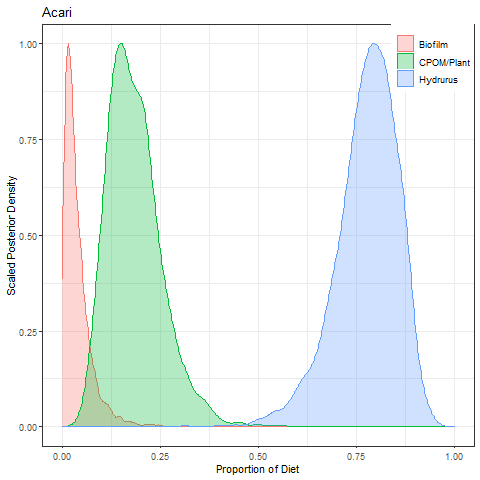 Acari
Biofilm
CPOM/Plant
Hydrurus
1.00
0.75
0.50
0.25
0.00
Scaled Posterior Density
0.00 0.25 0.50 0.75 1.00
Proportion of Diet